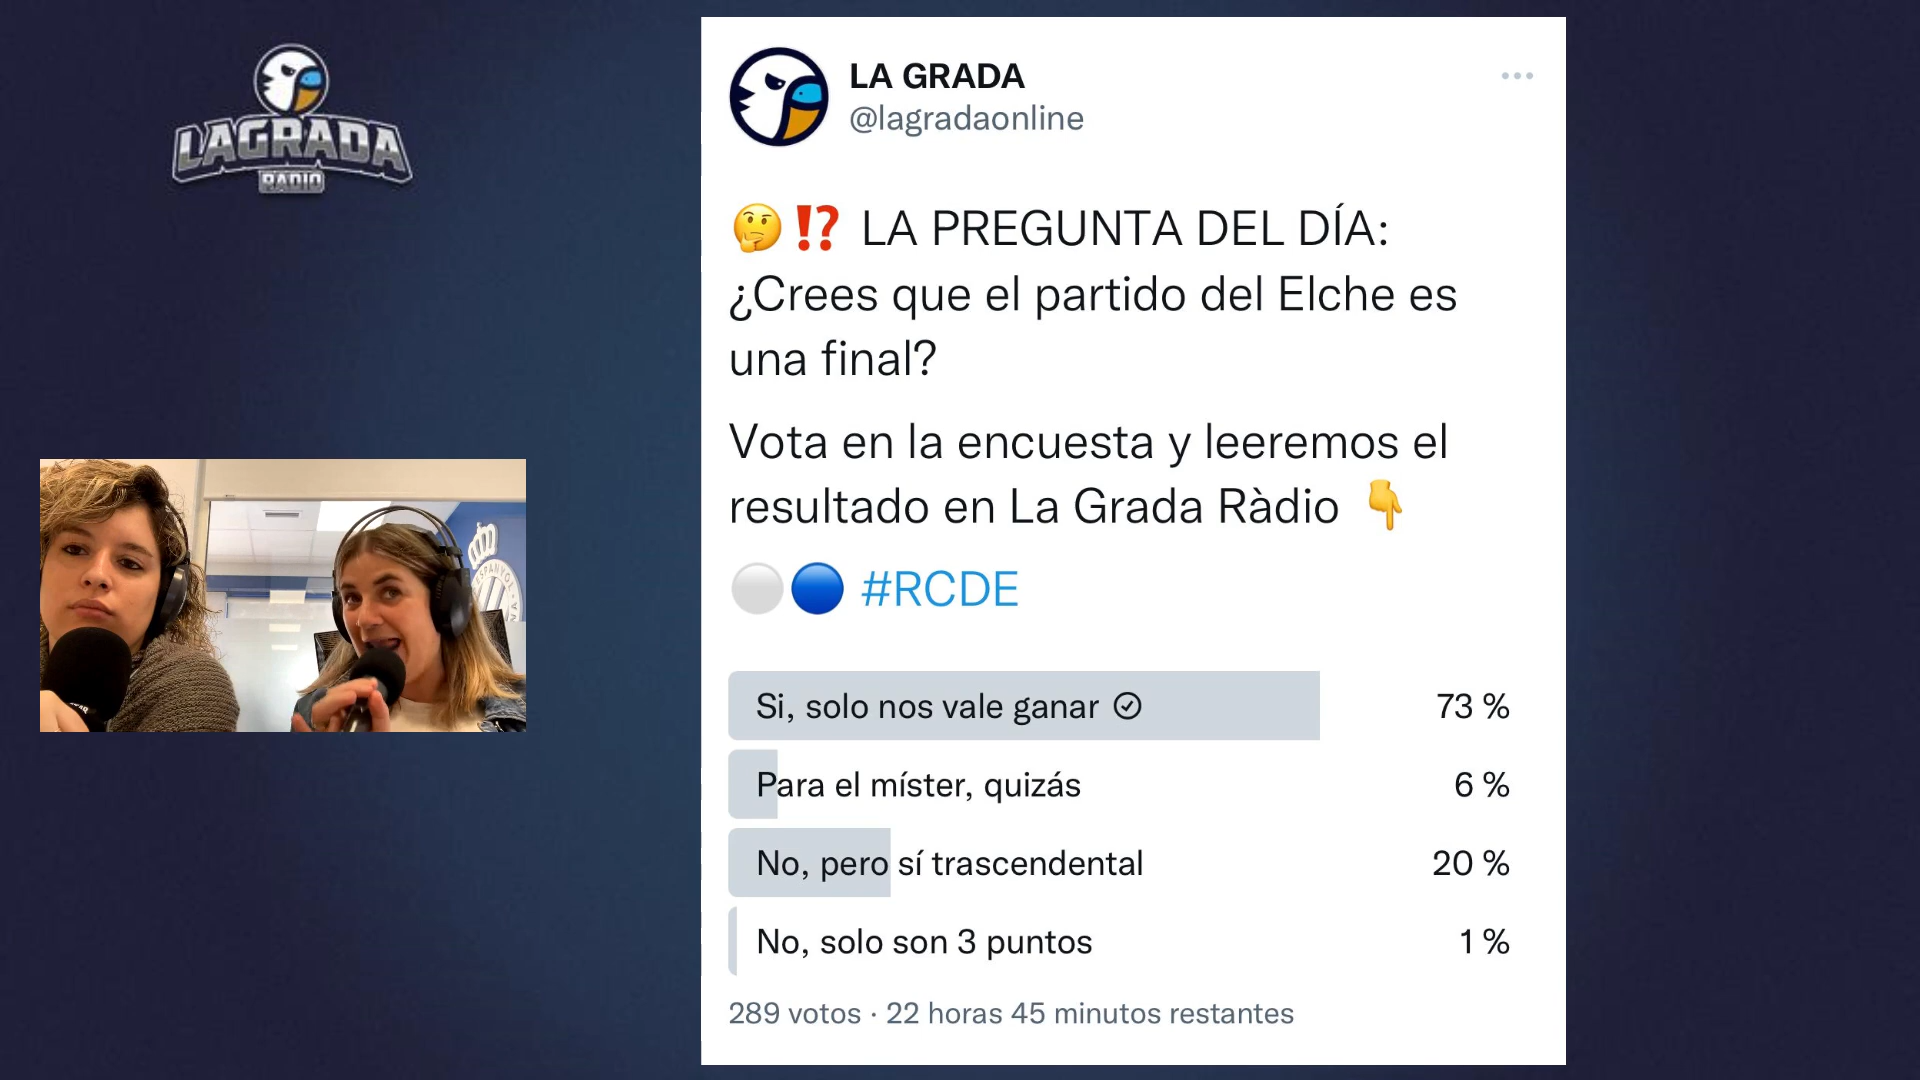 LAGRADA
RADIO
LA GRADA
@lagradaonline
🤔⁉️ LA PREGUNTA DEL DÍA:
¿Crees que el partido del Elche es
una final?
Vota en la encuesta y leeremos el
resultado en La Grada Ràdio 👇
⚪🔵 #RCDE
Si, solo nos vale ganar
73 %
Para el míster, quizás
6 %
No, pero sí trascendental
20 %
No, solo son 3 puntos
1 %
289 votos · 22 horas 45 minutos restantes
ESPANYOL